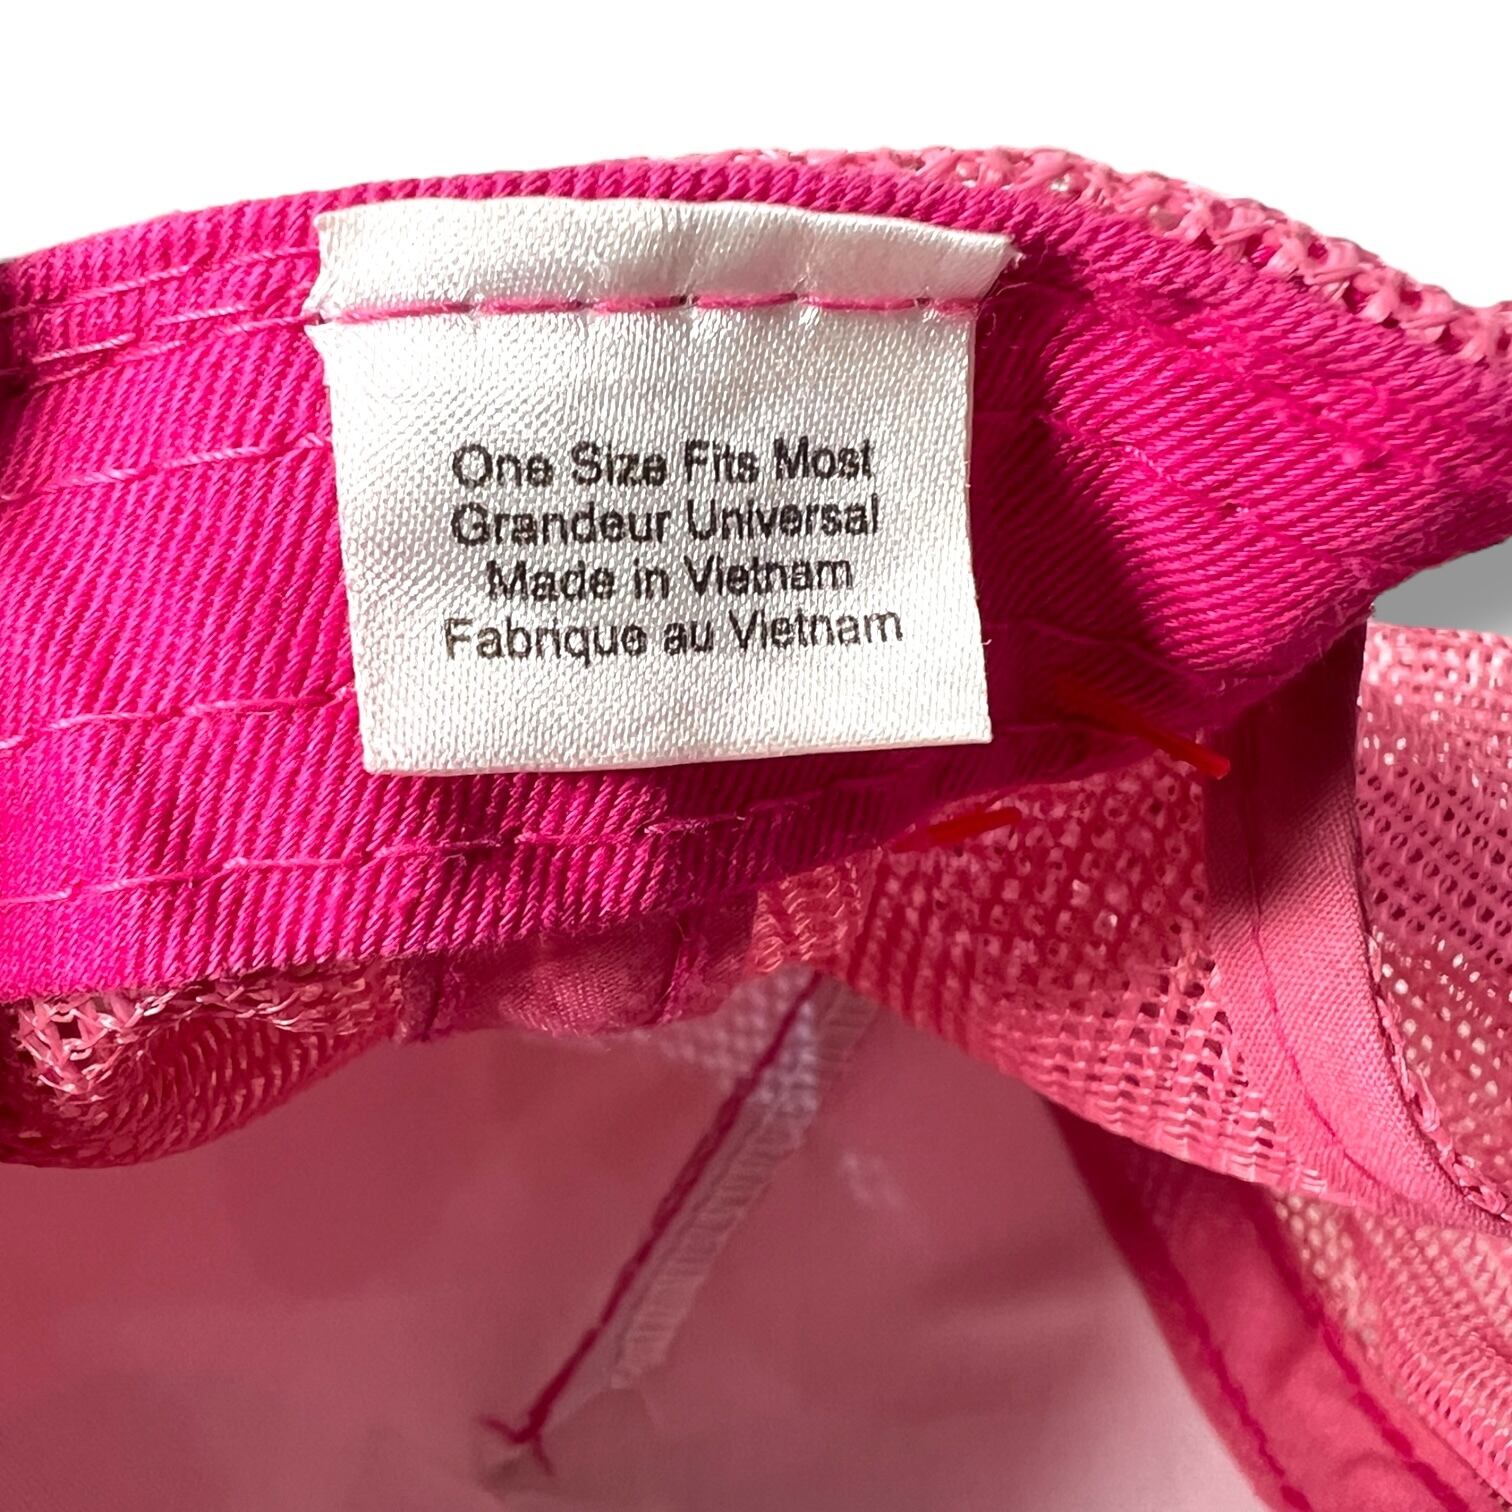 One Size Fits Most
Grandeur Universal
Made in Vietnam
Fabrique au Vietnam